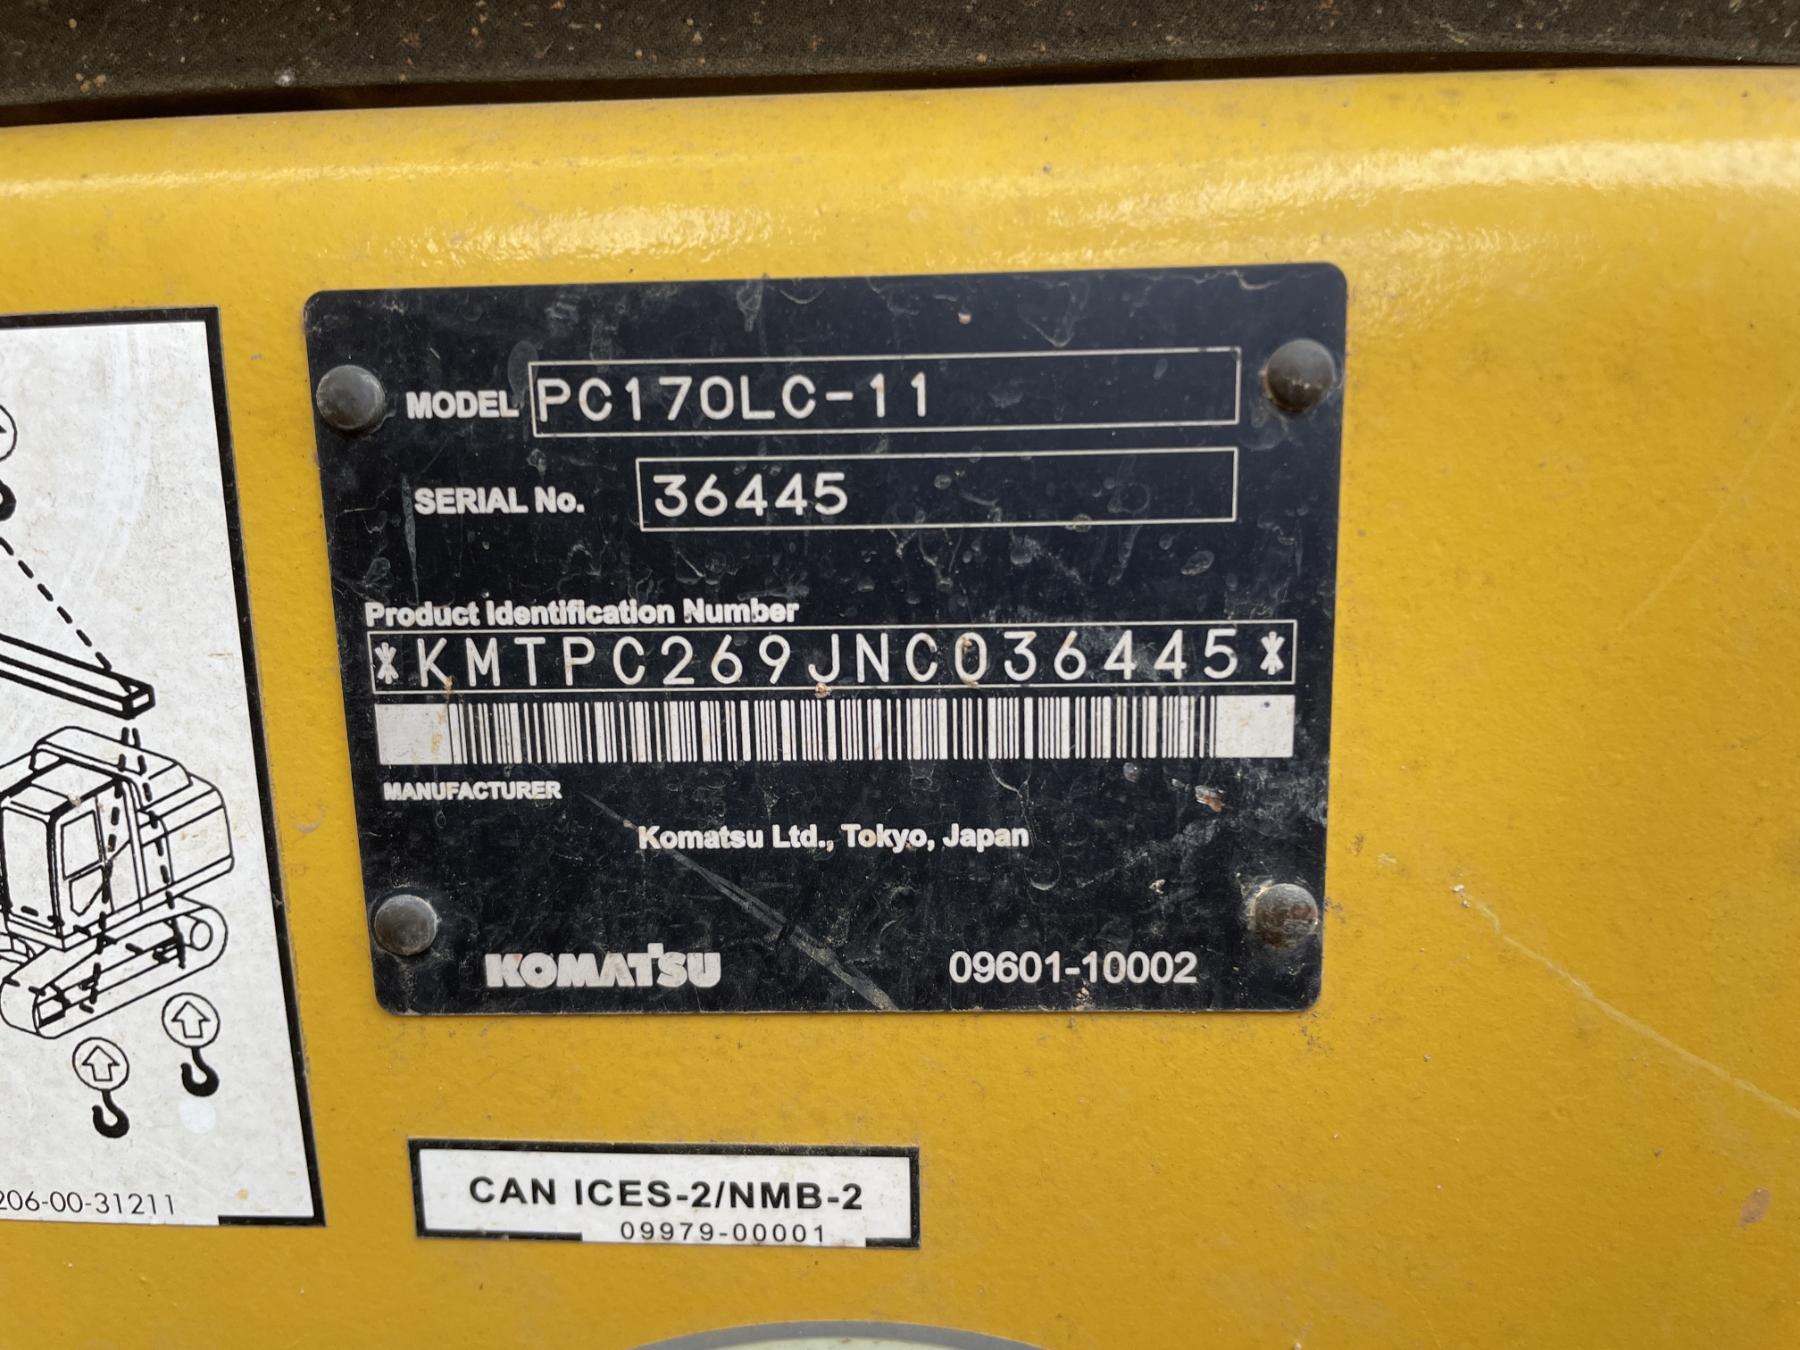 MODEL PC170LC-11
SERIAL No. 36445
Product Identification Number
*KMTPC269JNC036445*
MANUFACTURER
Komatsu Ltd., Tokyo, Japan
KOMATSU 09601-10002
206-00-31211
CAN ICES-2/NMB-2
09979-00001